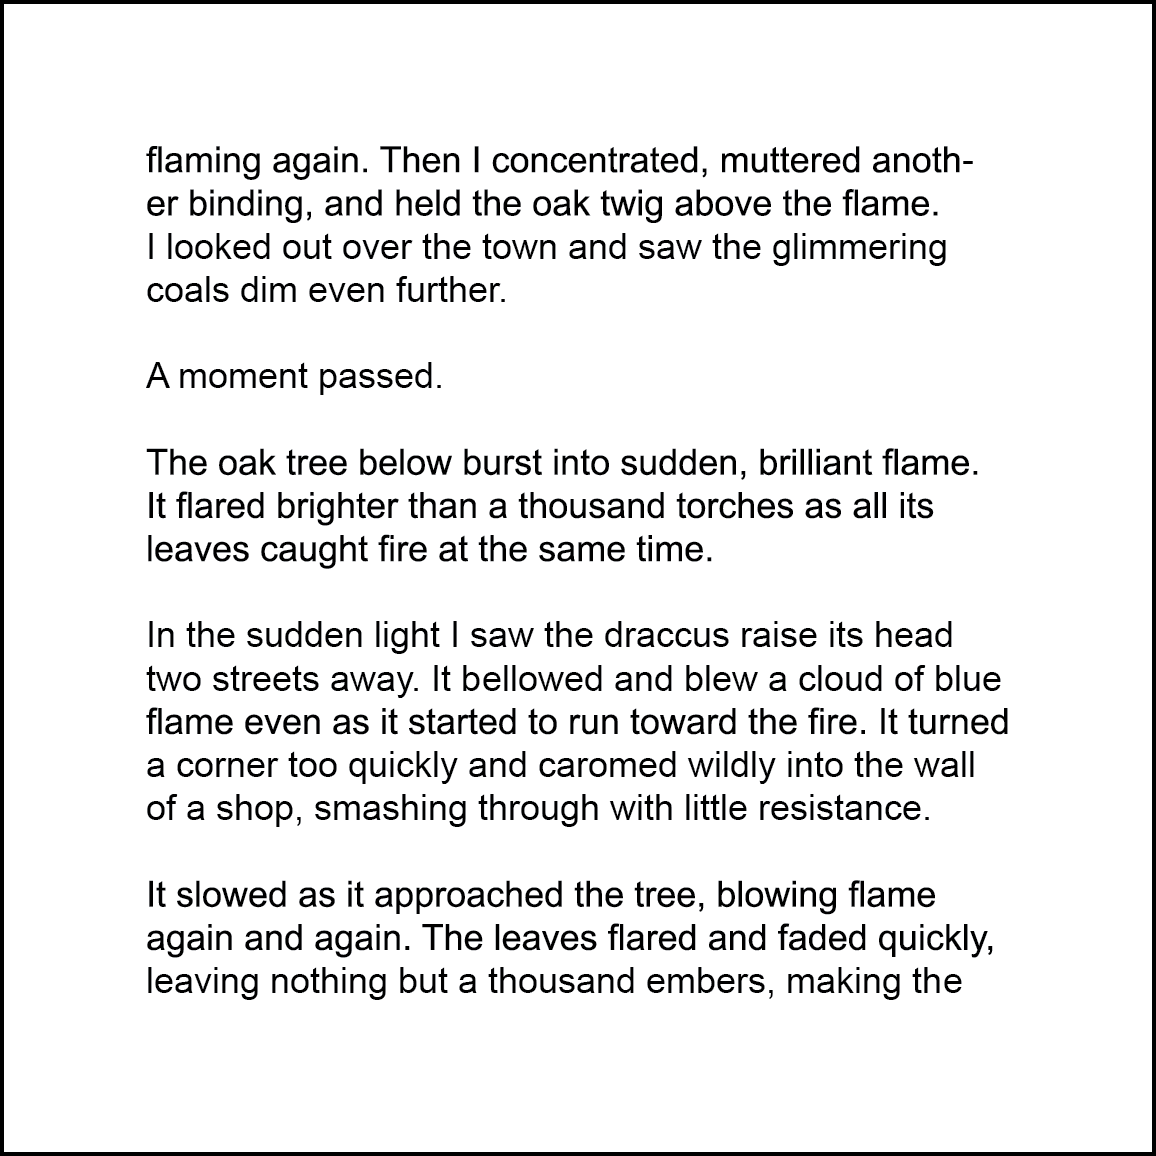 flaming again. Then I concentrated, muttered anoth-
er binding, and held the oak twig above the flame.
I looked out over the town and saw the glimmering
coals dim even further.
A moment passed.
The oak tree below burst into sudden, brilliant flame.
It flared brighter than a thousand torches as all its
leaves caught fire at the same time.
In the sudden light I saw the draccus raise its head
two streets away. It bellowed and blew a cloud of blue
flame even as it started to run toward the fire. It turned
a corner too quickly and caromed wildly into the wall
of a shop, smashing through with little resistance.
It slowed as it approached the tree, blowing flame
again and again. The leaves flared and faded quickly,
leaving nothing but a thousand embers, making the